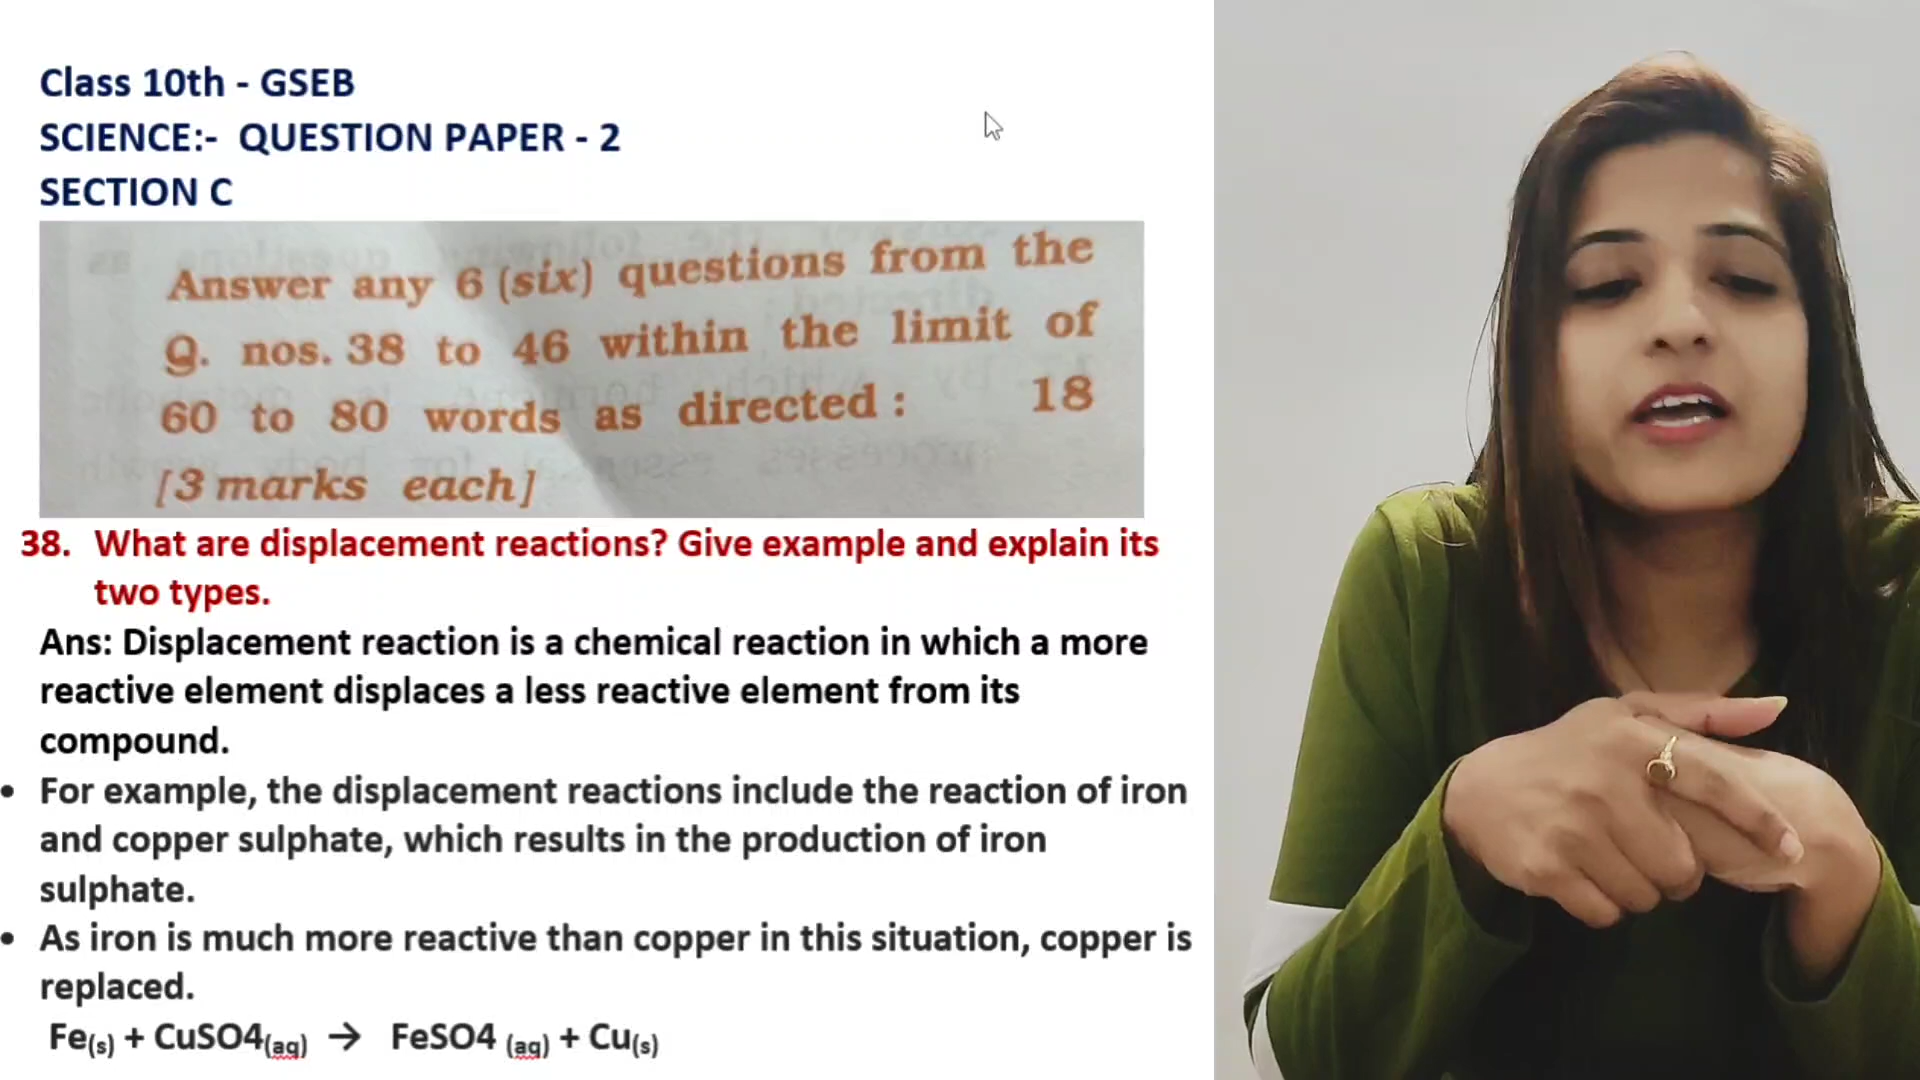 Class 10th - GSEB
SCIENCE:- QUESTION PAPER - 2
SECTION C
Answer any 6 (six) questions from the
Q. nos. 38 to 46 within the limit of
60 to 80 words as directed : 18
[3 marks each]
38. What are displacement reactions? Give example and explain its
two types.
Ans: Displacement reaction is a chemical reaction in which a more
reactive element displaces a less reactive element from its
compound.
• For example, the displacement reactions include the reaction of iron
and copper sulphate, which results in the production of iron
sulphate.
• As iron is much more reactive than copper in this situation, copper is
replaced.
Fe(s) + CuSO4(aq) → FeSO4 (aq) + Cu(s)